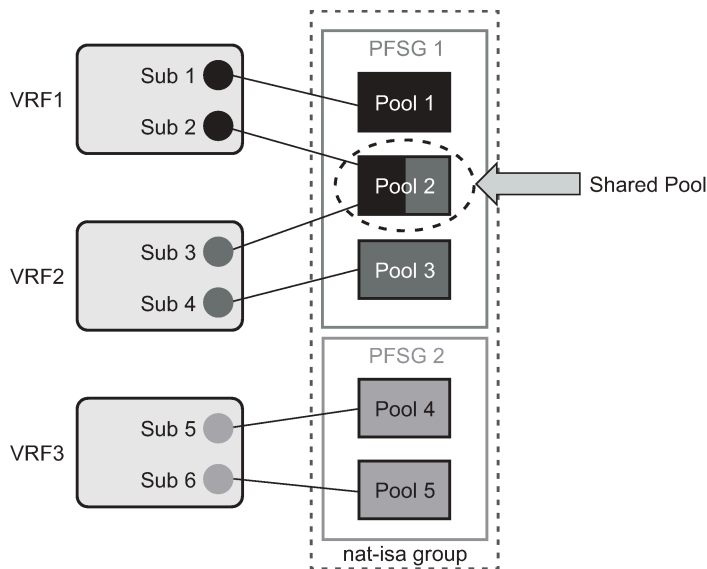 PFSG 1
VRF1
Sub 1
Sub 2
Pool 1
Pool 2
Shared Pool
VRF2
Sub 3
Sub 4
Pool 3
PFSG 2
VRF3
Sub 5
Sub 6
Pool 4
Pool 5
nat-isa group